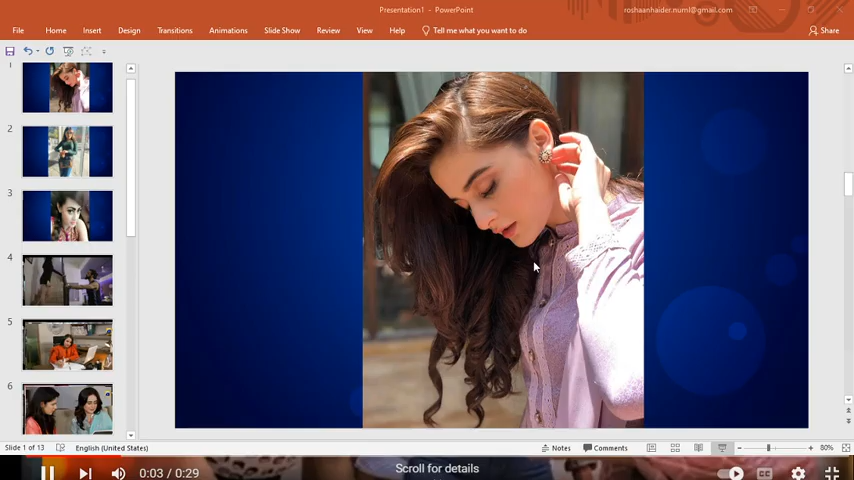 Presentation1 - PowerPoint
roshaanhaider.numl@gmail.com
File Home Insert Design Transitions Animations Slide Show Review View Help Tell me what you want to do Share
1
2
3
4
5
6
Slide 1 of 13 English (United States) Notes Comments 80%
0:03 / 0:29 Scroll for details CC